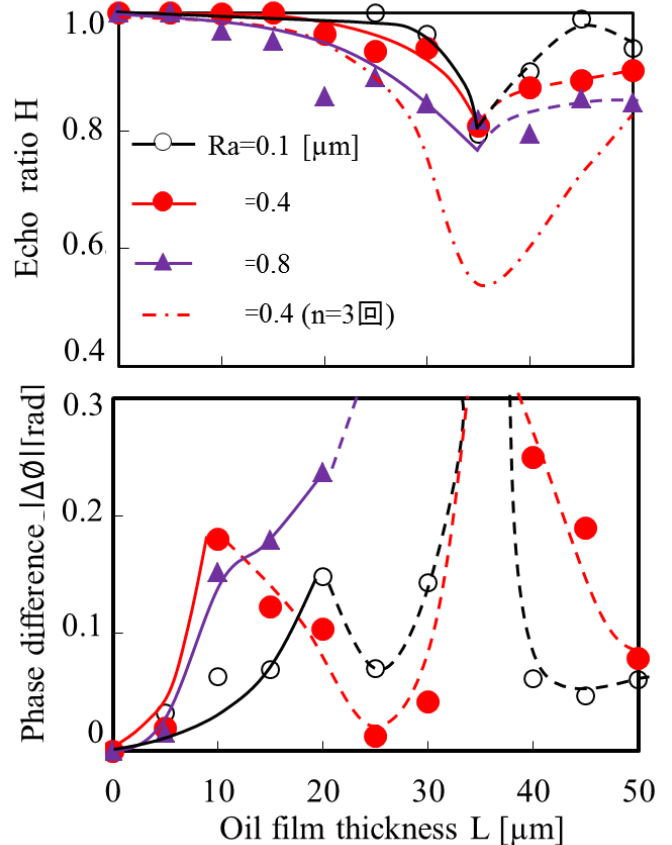 Echo ratio H
1.0
0.8
0.6
0.4
Ra=0.1 [μm]
=0.4
=0.8
=0.4 (n=3回)
Phase difference |Δ∅| [rad]
0.3
0.2
0.1
0
0 10 20 30 40 50
Oil film thickness L [μm]